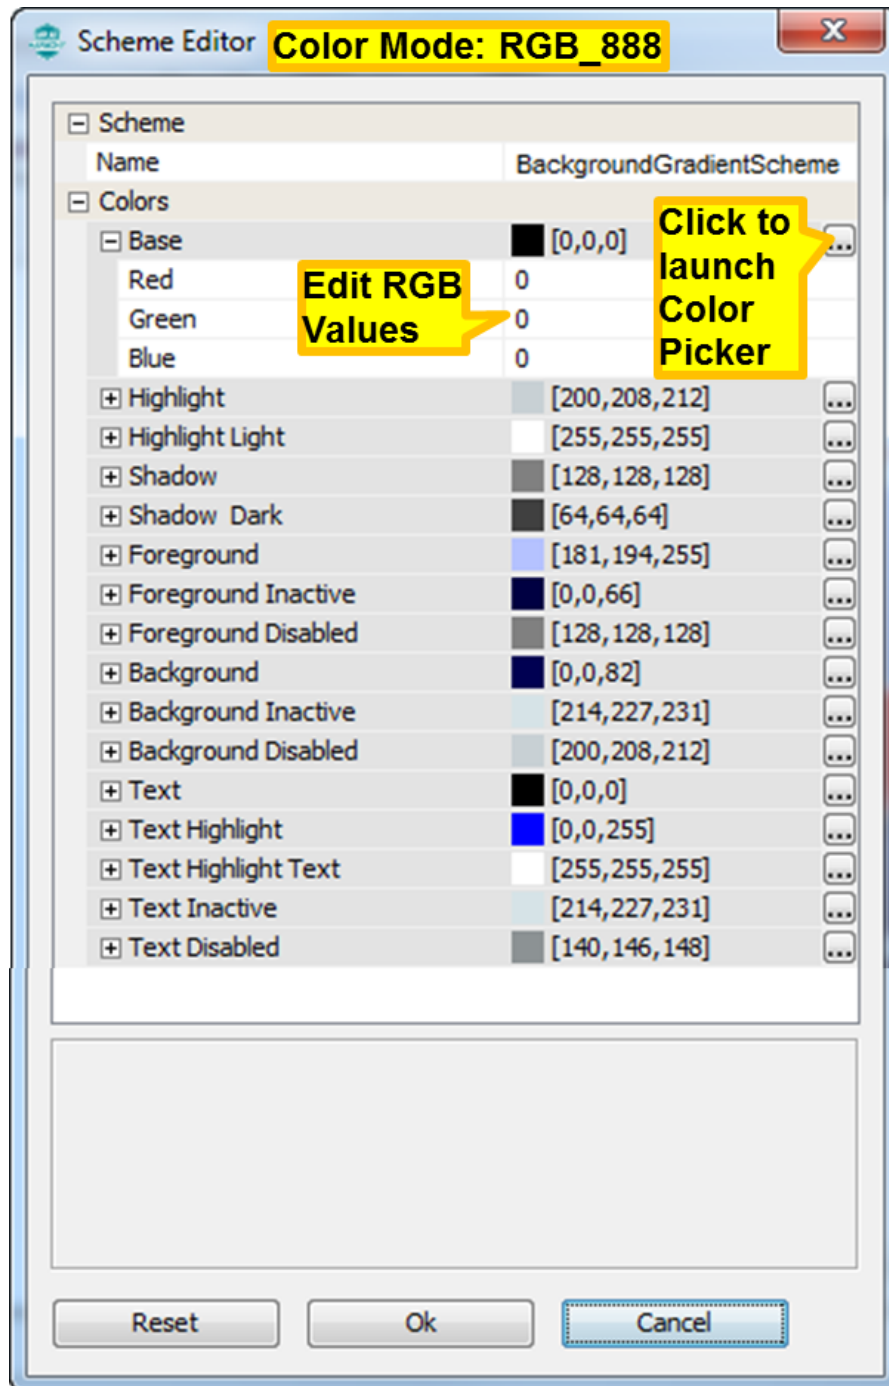 Scheme Editor Color Mode: RGB_888
Scheme
Name BackgroundGradientScheme
Colors
Base [0,0,0] ...
Click to
launch
Color
Picker
Red 0
Edit RGB
Values
Green 0
Blue 0
Highlight [200,208,212] ...
Highlight Light [255,255,255] ...
Shadow [128,128,128] ...
Shadow Dark [64,64,64] ...
Foreground [181,194,255] ...
Foreground Inactive [0,0,66] ...
Foreground Disabled [128,128,128] ...
Background [0,0,82] ...
Background Inactive [214,227,231] ...
Background Disabled [200,208,212] ...
Text [0,0,0] ...
Text Highlight [0,0,255] ...
Text Highlight Text [255,255,255] ...
Text Inactive [214,227,231] ...
Text Disabled [140,146,148] ...
Reset Ok Cancel